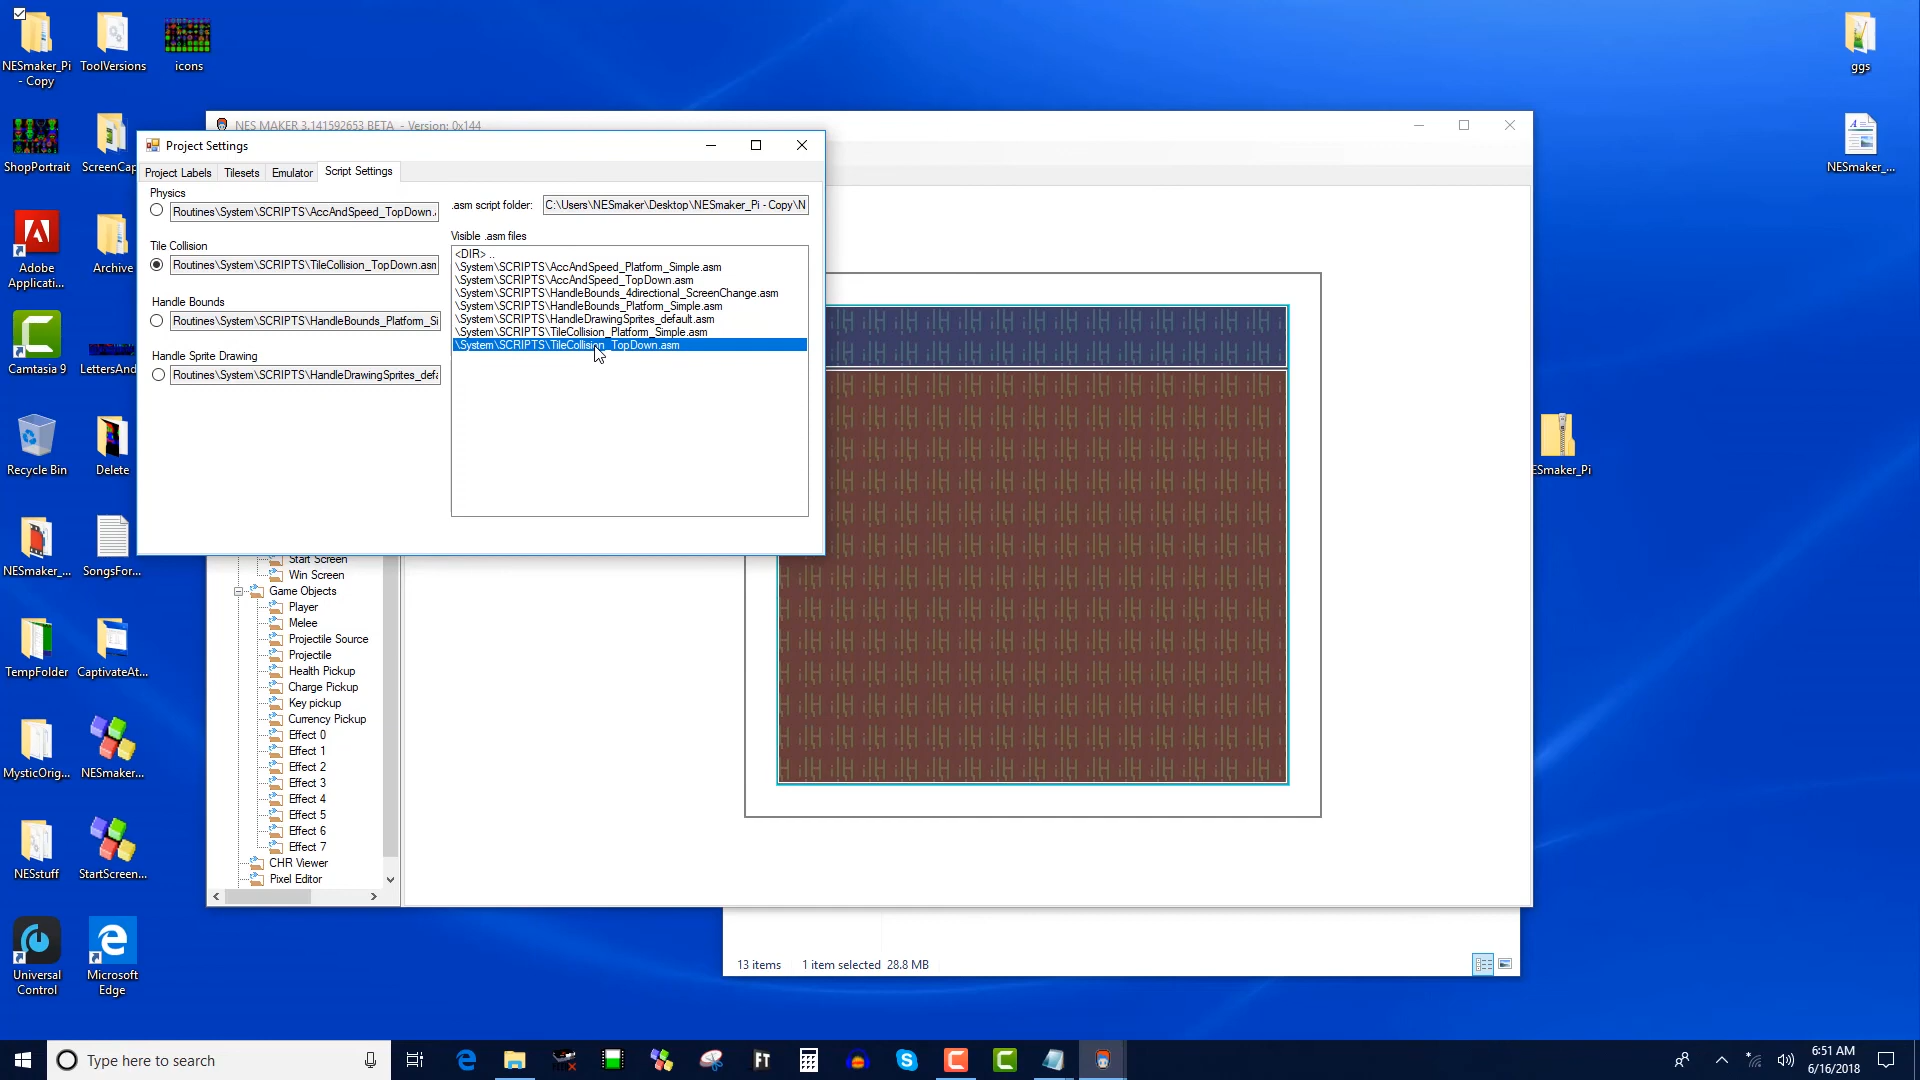 NESmaker_Pi
- Copy
ToolVersions
icons
ggs
ShopPortrait
ScreenCap
NESmaker_...
Adobe
Applicati...
Archive
Camtasia 9
LettersAnd
Recycle Bin
Delete
NESmaker_...
SongsFor...
TempFolder
CaptivateAt...
MysticOrig...
NESmaker...
NESstuff
StartScreen...
Universal
Control
Microsoft
Edge
ESmaker_Pi
NES MAKER 3.141592653 BETA - Version: 0x144
Project Settings
Project Labels
Tilesets
Emulator
Script Settings
Physics
Routines\System\SCRIPTS\AccAndSpeed_TopDown.
Tile Collision
Routines\System\SCRIPTS\TileCollision_TopDown.asm
Handle Bounds
Routines\System\SCRIPTS\HandleBounds_Platform_Si
Handle Sprite Drawing
Routines\System\SCRIPTS\HandleDrawingSprites_defa
.asm script folder:
C:\Users\NESmaker\Desktop\NESmaker_Pi - Copy\N
Visible .asm files
<DIR> ..
\System\SCRIPTS\AccAndSpeed_Platform_Simple.asm
\System\SCRIPTS\AccAndSpeed_TopDown.asm
\System\SCRIPTS\HandleBounds_4directional_ScreenChange.asm
\System\SCRIPTS\HandleBounds_Platform_Simple.asm
\System\SCRIPTS\HandleDrawingSprites_default.asm
\System\SCRIPTS\TileCollision_Platform_Simple.asm
\System\SCRIPTS\TileCollision_TopDown.asm
Start Screen
Win Screen
Game Objects
Player
Melee
Projectile Source
Projectile
Health Pickup
Charge Pickup
Key pickup
Currency Pickup
Effect 0
Effect 1
Effect 2
Effect 3
Effect 4
Effect 5
Effect 6
Effect 7
CHR Viewer
Pixel Editor
13 items
1 item selected 28.8 MB
Type here to search
FT
6:51 AM
6/16/2018